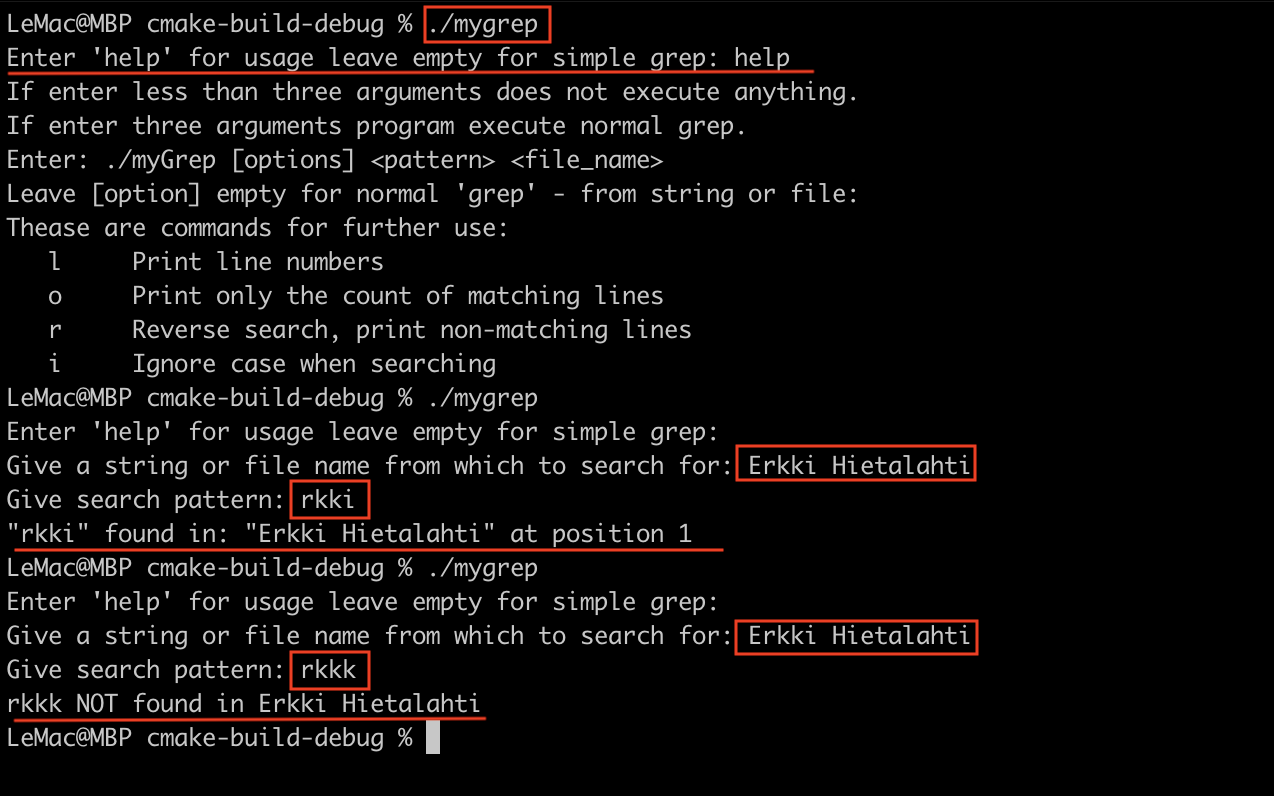 LeMac@MBP cmake-build-debug % ./mygrep
Enter 'help' for usage leave empty for simple grep: help
If enter less than three arguments does not execute anything.
If enter three arguments program execute normal grep.
Enter: ./myGrep [options] <pattern> <file_name>
Leave [option] empty for normal 'grep' - from string or file:
Thease are commands for further use:
l     Print line numbers
o     Print only the count of matching lines
r     Reverse search, print non-matching lines
i     Ignore case when searching
LeMac@MBP cmake-build-debug % ./mygrep
Enter 'help' for usage leave empty for simple grep:
Give a string or file name from which to search for: Erkki Hietalahti
Give search pattern: rkki
"rkki" found in: "Erkki Hietalahti" at position 1
LeMac@MBP cmake-build-debug % ./mygrep
Enter 'help' for usage leave empty for simple grep:
Give a string or file name from which to search for: Erkki Hietalahti
Give search pattern: rkkk
rkkk NOT found in Erkki Hietalahti
LeMac@MBP cmake-build-debug %